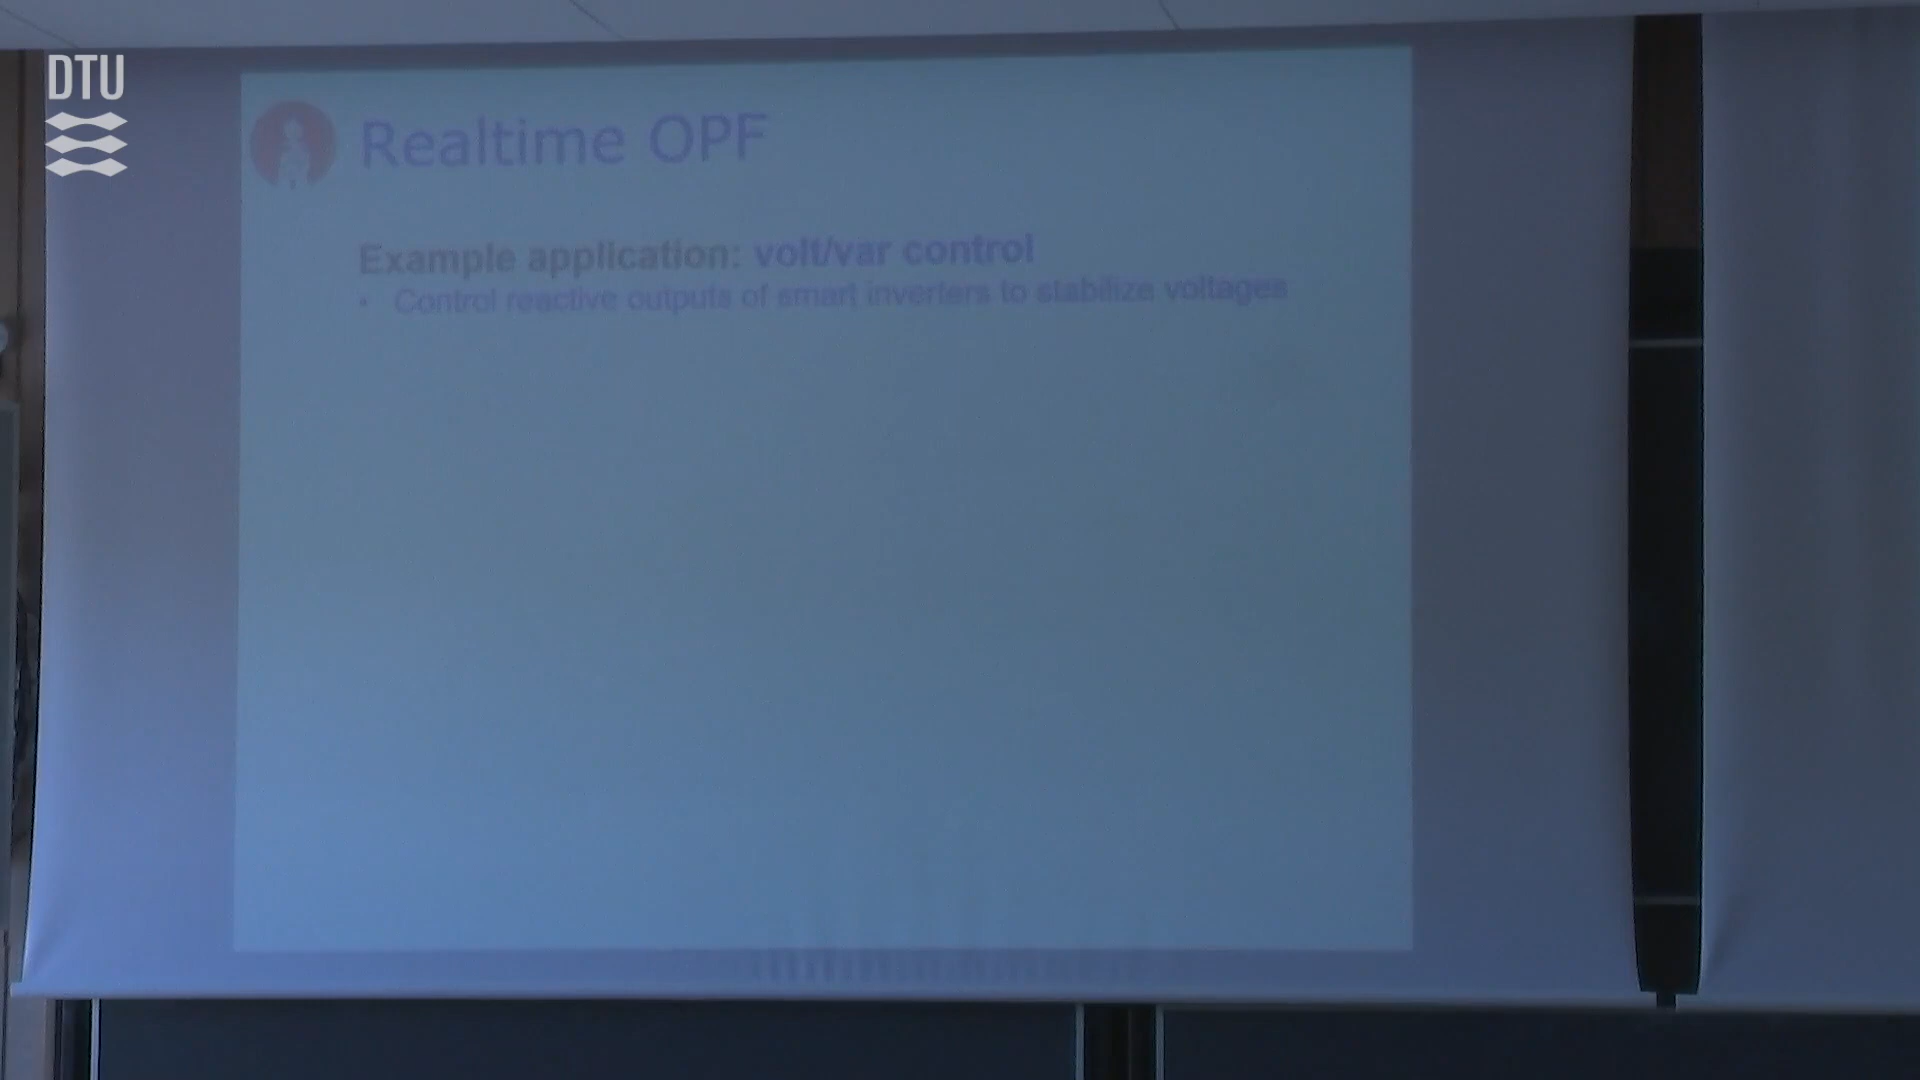 DTU
Realtime OPF
Example application: volt/var control
• Control reactive outputs of smart inverters to stabilize voltages